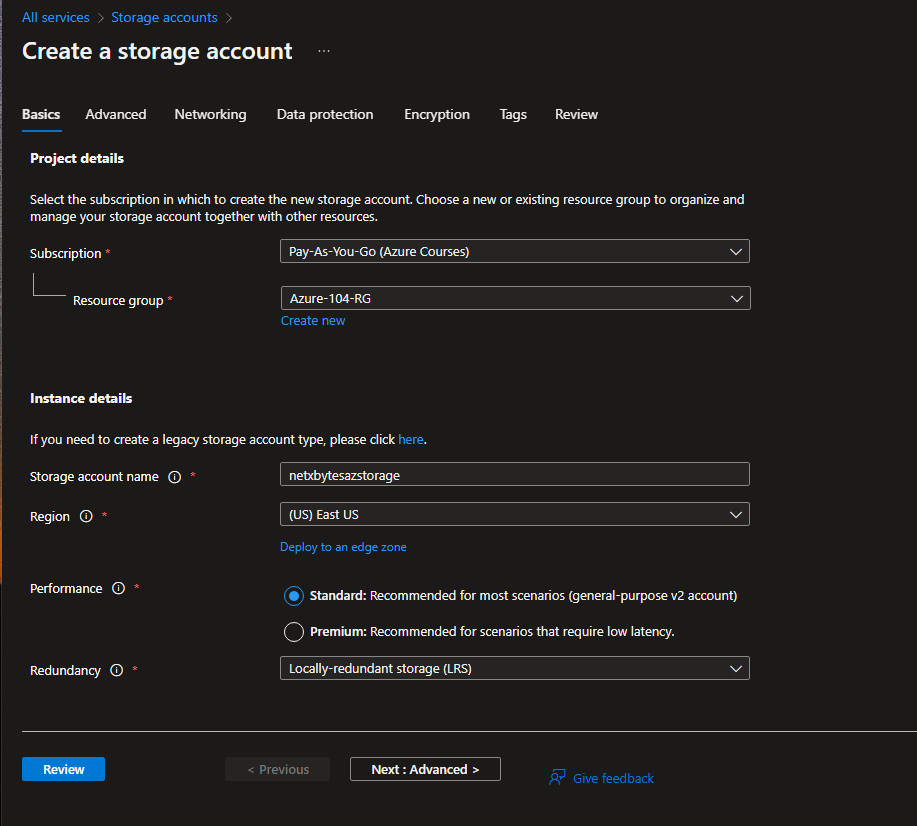 All services > Storage accounts >
Create a storage account ...
Basics Advanced Networking Data protection Encryption Tags Review
Project details
Select the subscription in which to create the new storage account. Choose a new or existing resource group to organize and
manage your storage account together with other resources.
Subscription * Pay-As-You-Go (Azure Courses)
Resource group * Azure-104-RG
Create new
Instance details
If you need to create a legacy storage account type, please click here.
Storage account name * netxbytesazstorage
Region * (US) East US
Deploy to an edge zone
Performance * Standard: Recommended for most scenarios (general-purpose v2 account)
Premium: Recommended for scenarios that require low latency.
Redundancy * Locally-redundant storage (LRS)
Review < Previous Next : Advanced > Give feedback